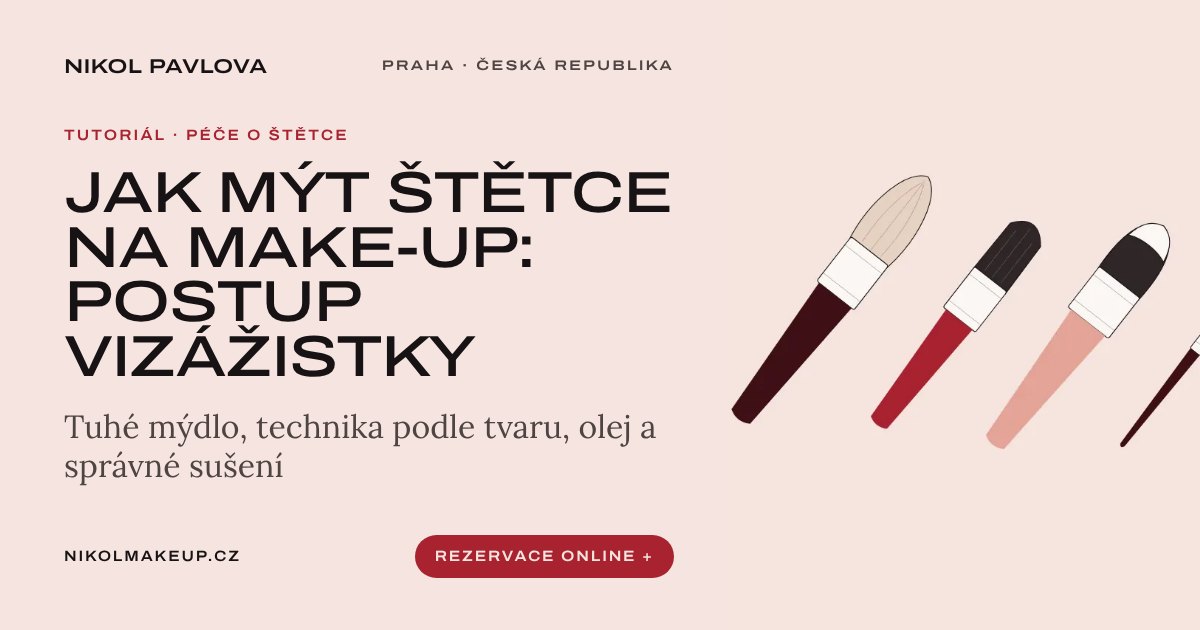 NIKOL PAVLOVA
PRAHA · ČESKÁ REPUBLIKA
TUTORIÁL · PÉČE O ŠTĚTCE
JAK MÝT ŠTĚTCE
NA MAKE-UP:
POSTUP
VIZÁŽISTKY
Tuhé mýdlo, technika podle tvaru, olej a
správné sušení
NIKOLMAKEUP.CZ
REZERVACE ONLINE +